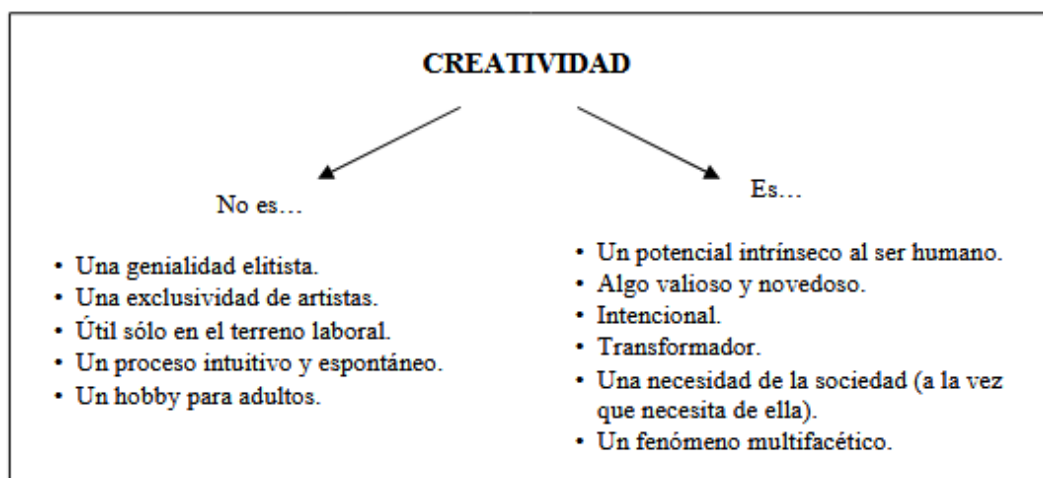 CREATIVIDAD
No es…
• Una genialidad elitista.
• Una exclusividad de artistas.
• Útil sólo en el terreno laboral.
• Un proceso intuitivo y espontáneo.
• Un hobby para adultos.
Es…
• Un potencial intrínseco al ser humano.
• Algo valioso y novedoso.
• Intencional.
• Transformador.
• Una necesidad de la sociedad (a la vez
que necesita de ella).
• Un fenómeno multifacético.